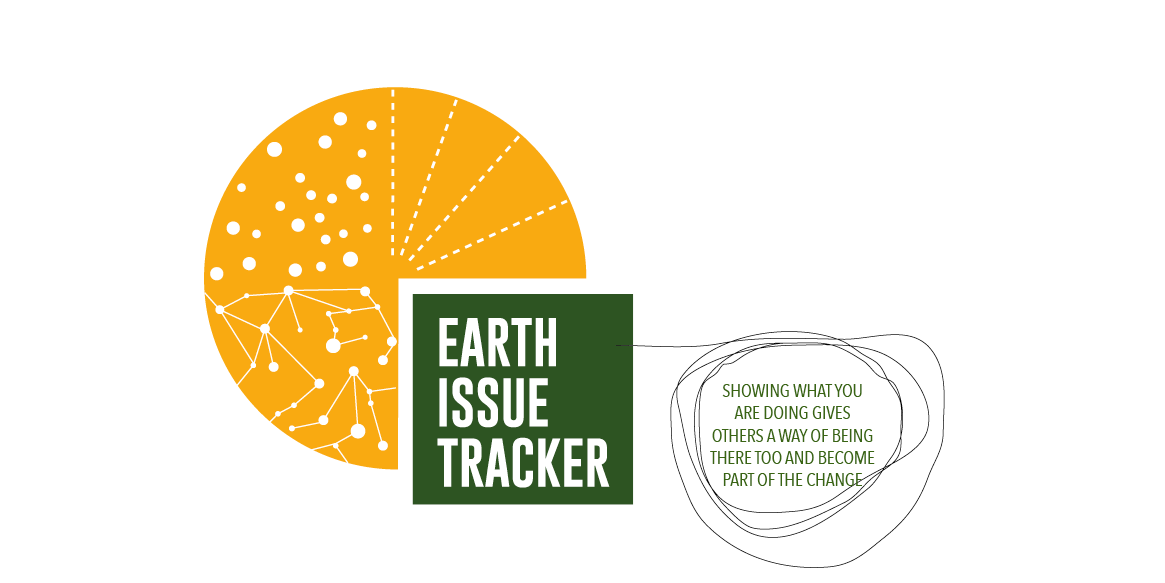 EARTH
ISSUE
TRACKER
SHOWING WHAT YOU
ARE DOING GIVES
OTHERS A WAY OF BEING
THERE TOO AND BECOME
PART OF THE CHANGE